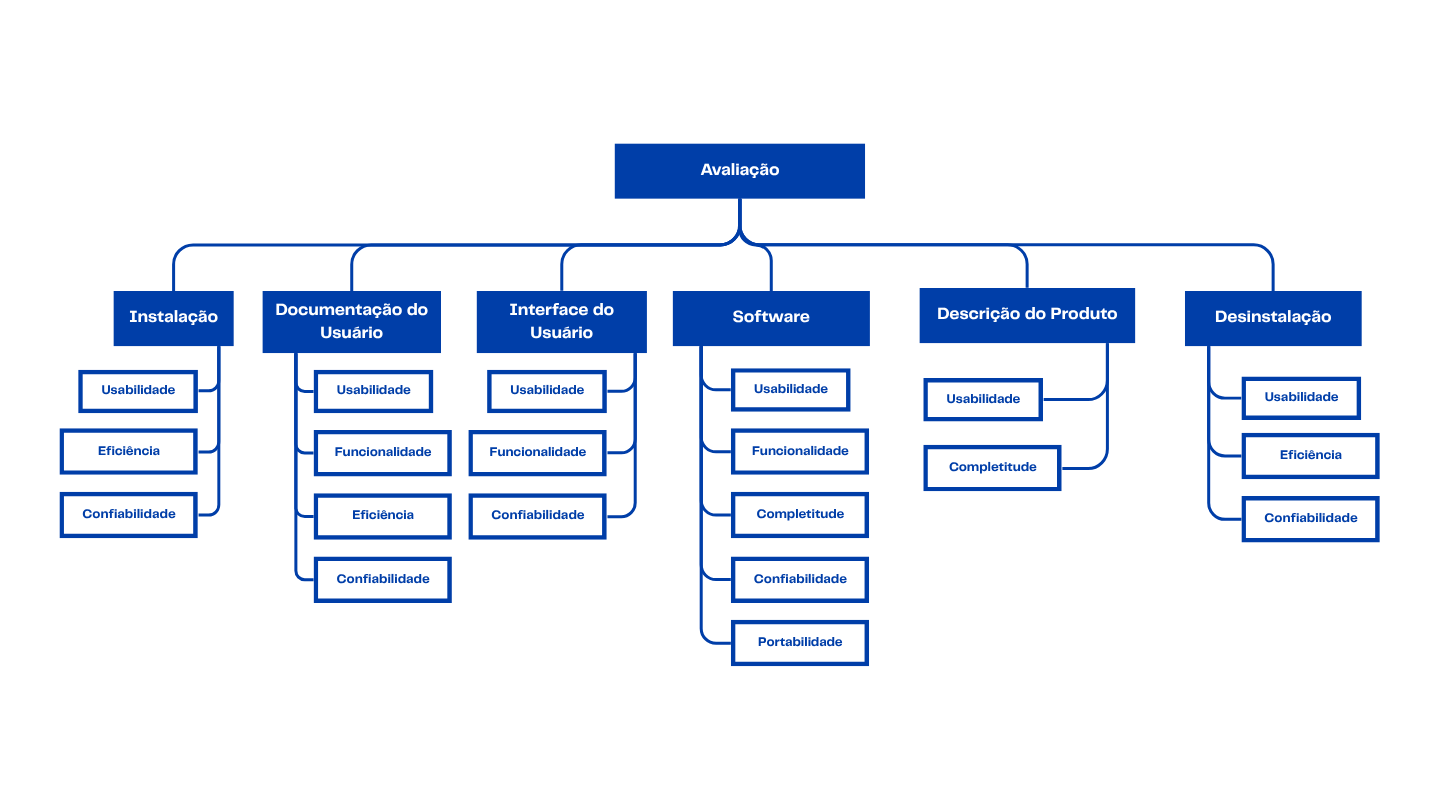 Avaliação
Instalação
Usabilidade
Eficiência
Confiabilidade
Documentação do
Usuário
Usabilidade
Funcionalidade
Eficiência
Confiabilidade
Interface do
Usuário
Usabilidade
Funcionalidade
Confiabilidade
Software
Usabilidade
Funcionalidade
Completitude
Confiabilidade
Portabilidade
Descrição do Produto
Usabilidade
Completitude
Desinstalação
Usabilidade
Eficiência
Confiabilidade